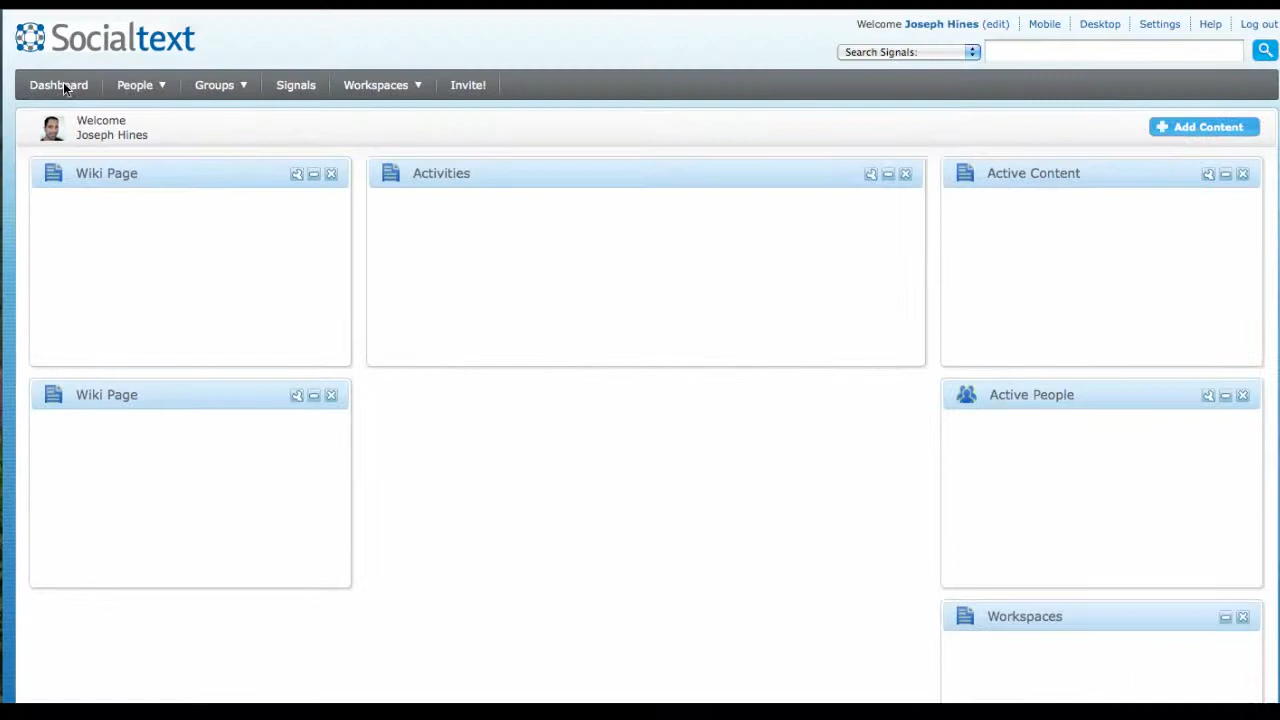 Socialtext
Welcome Joseph Hines (edit) Mobile Desktop Settings Help Log out
Search Signals:
Dashboard People Groups Signals Workspaces Invite!
Welcome
Joseph Hines
Add Content
Wiki Page Activities Active Content
Wiki Page Active People
Workspaces